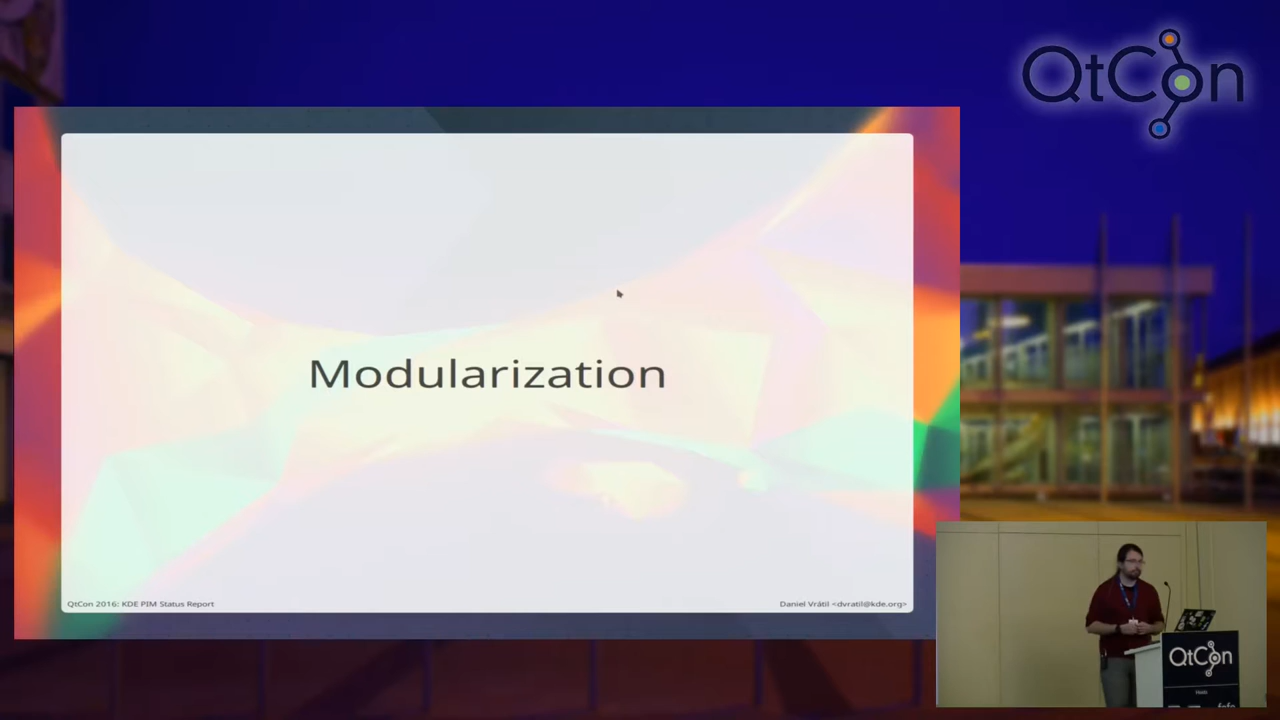 QtCon
Modularization
QtCon 2016: KDE PIM Status Report
Daniel Vrátil <dvratil@kde.org>
QtCon